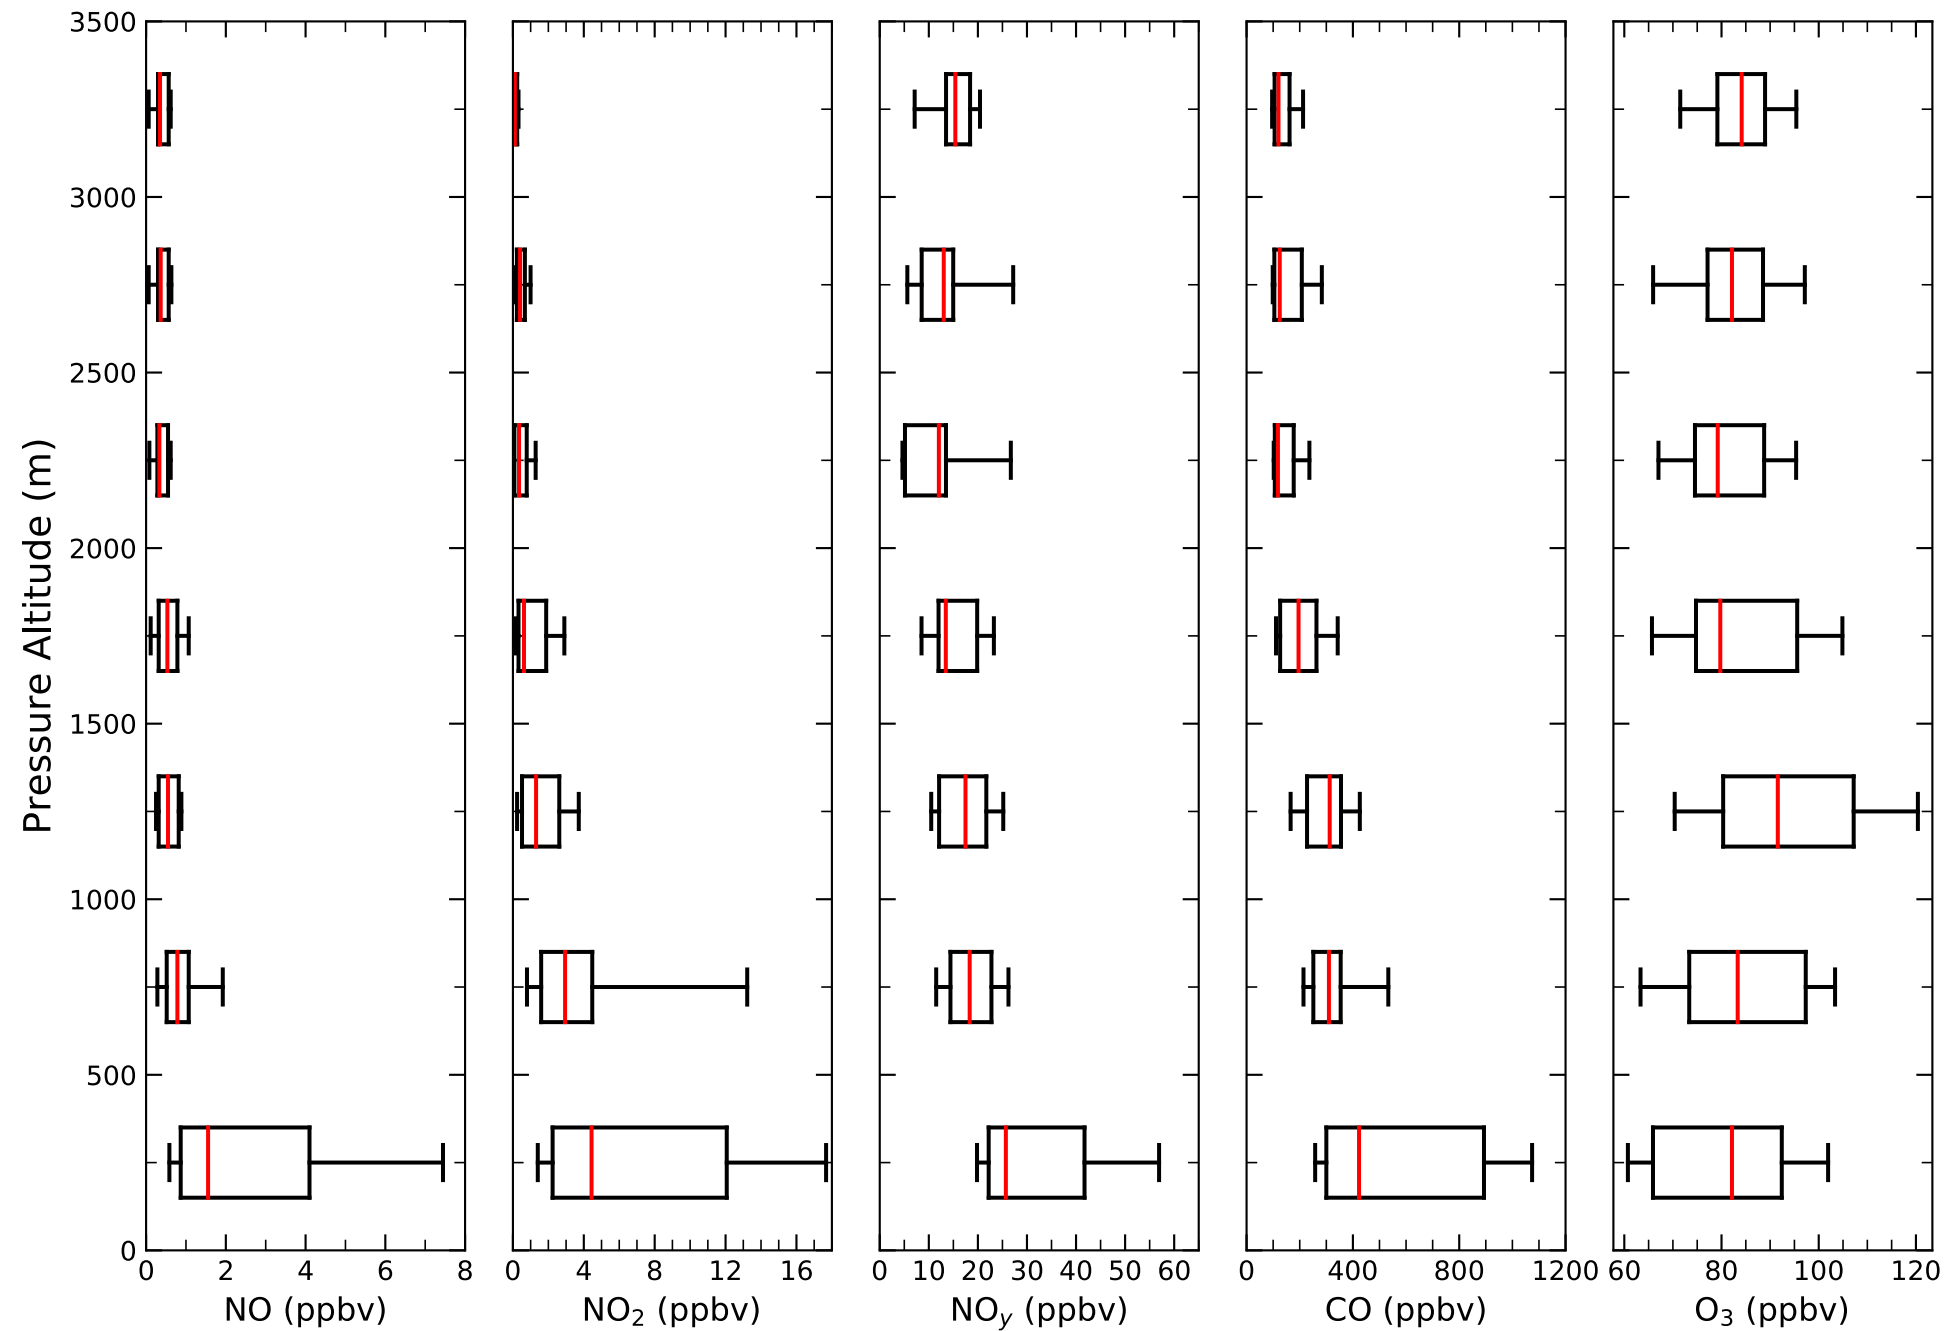 3500
3000
2500
2000
1500
1000
500
0
Pressure Altitude (m)
0 2 4 6 8
NO (ppbv)
0 4 8 12 16
NO₂ (ppbv)
0 10 20 30 40 50 60
NOy (ppbv)
0 400 800 1200
CO (ppbv)
60 80 100 120
O₃ (ppbv)